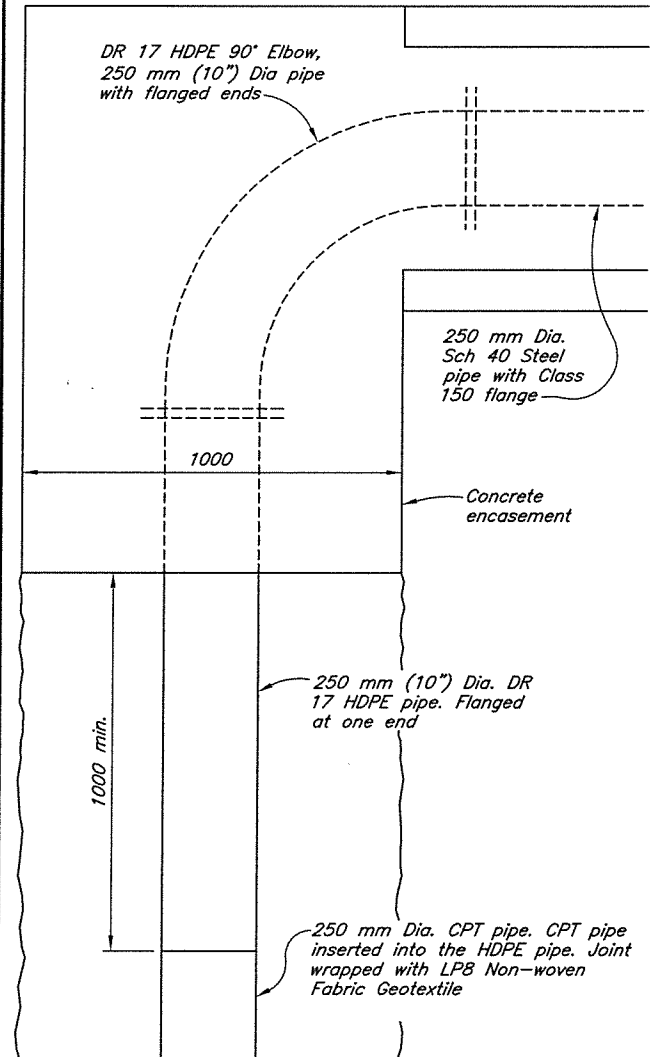 DR 17 HDPE 90° Elbow,
250 mm (10") Dia pipe
with flanged ends
250 mm Dia.
Sch 40 Steel
pipe with Class
150 flange
1000
Concrete
encasement
250 mm (10") Dia. DR
17 HDPE pipe. Flanged
at one end
1000 min.
250 mm Dia. CPT pipe. CPT pipe
inserted into the HDPE pipe. Joint
wrapped with LP8 Non-woven
Fabric Geotextile